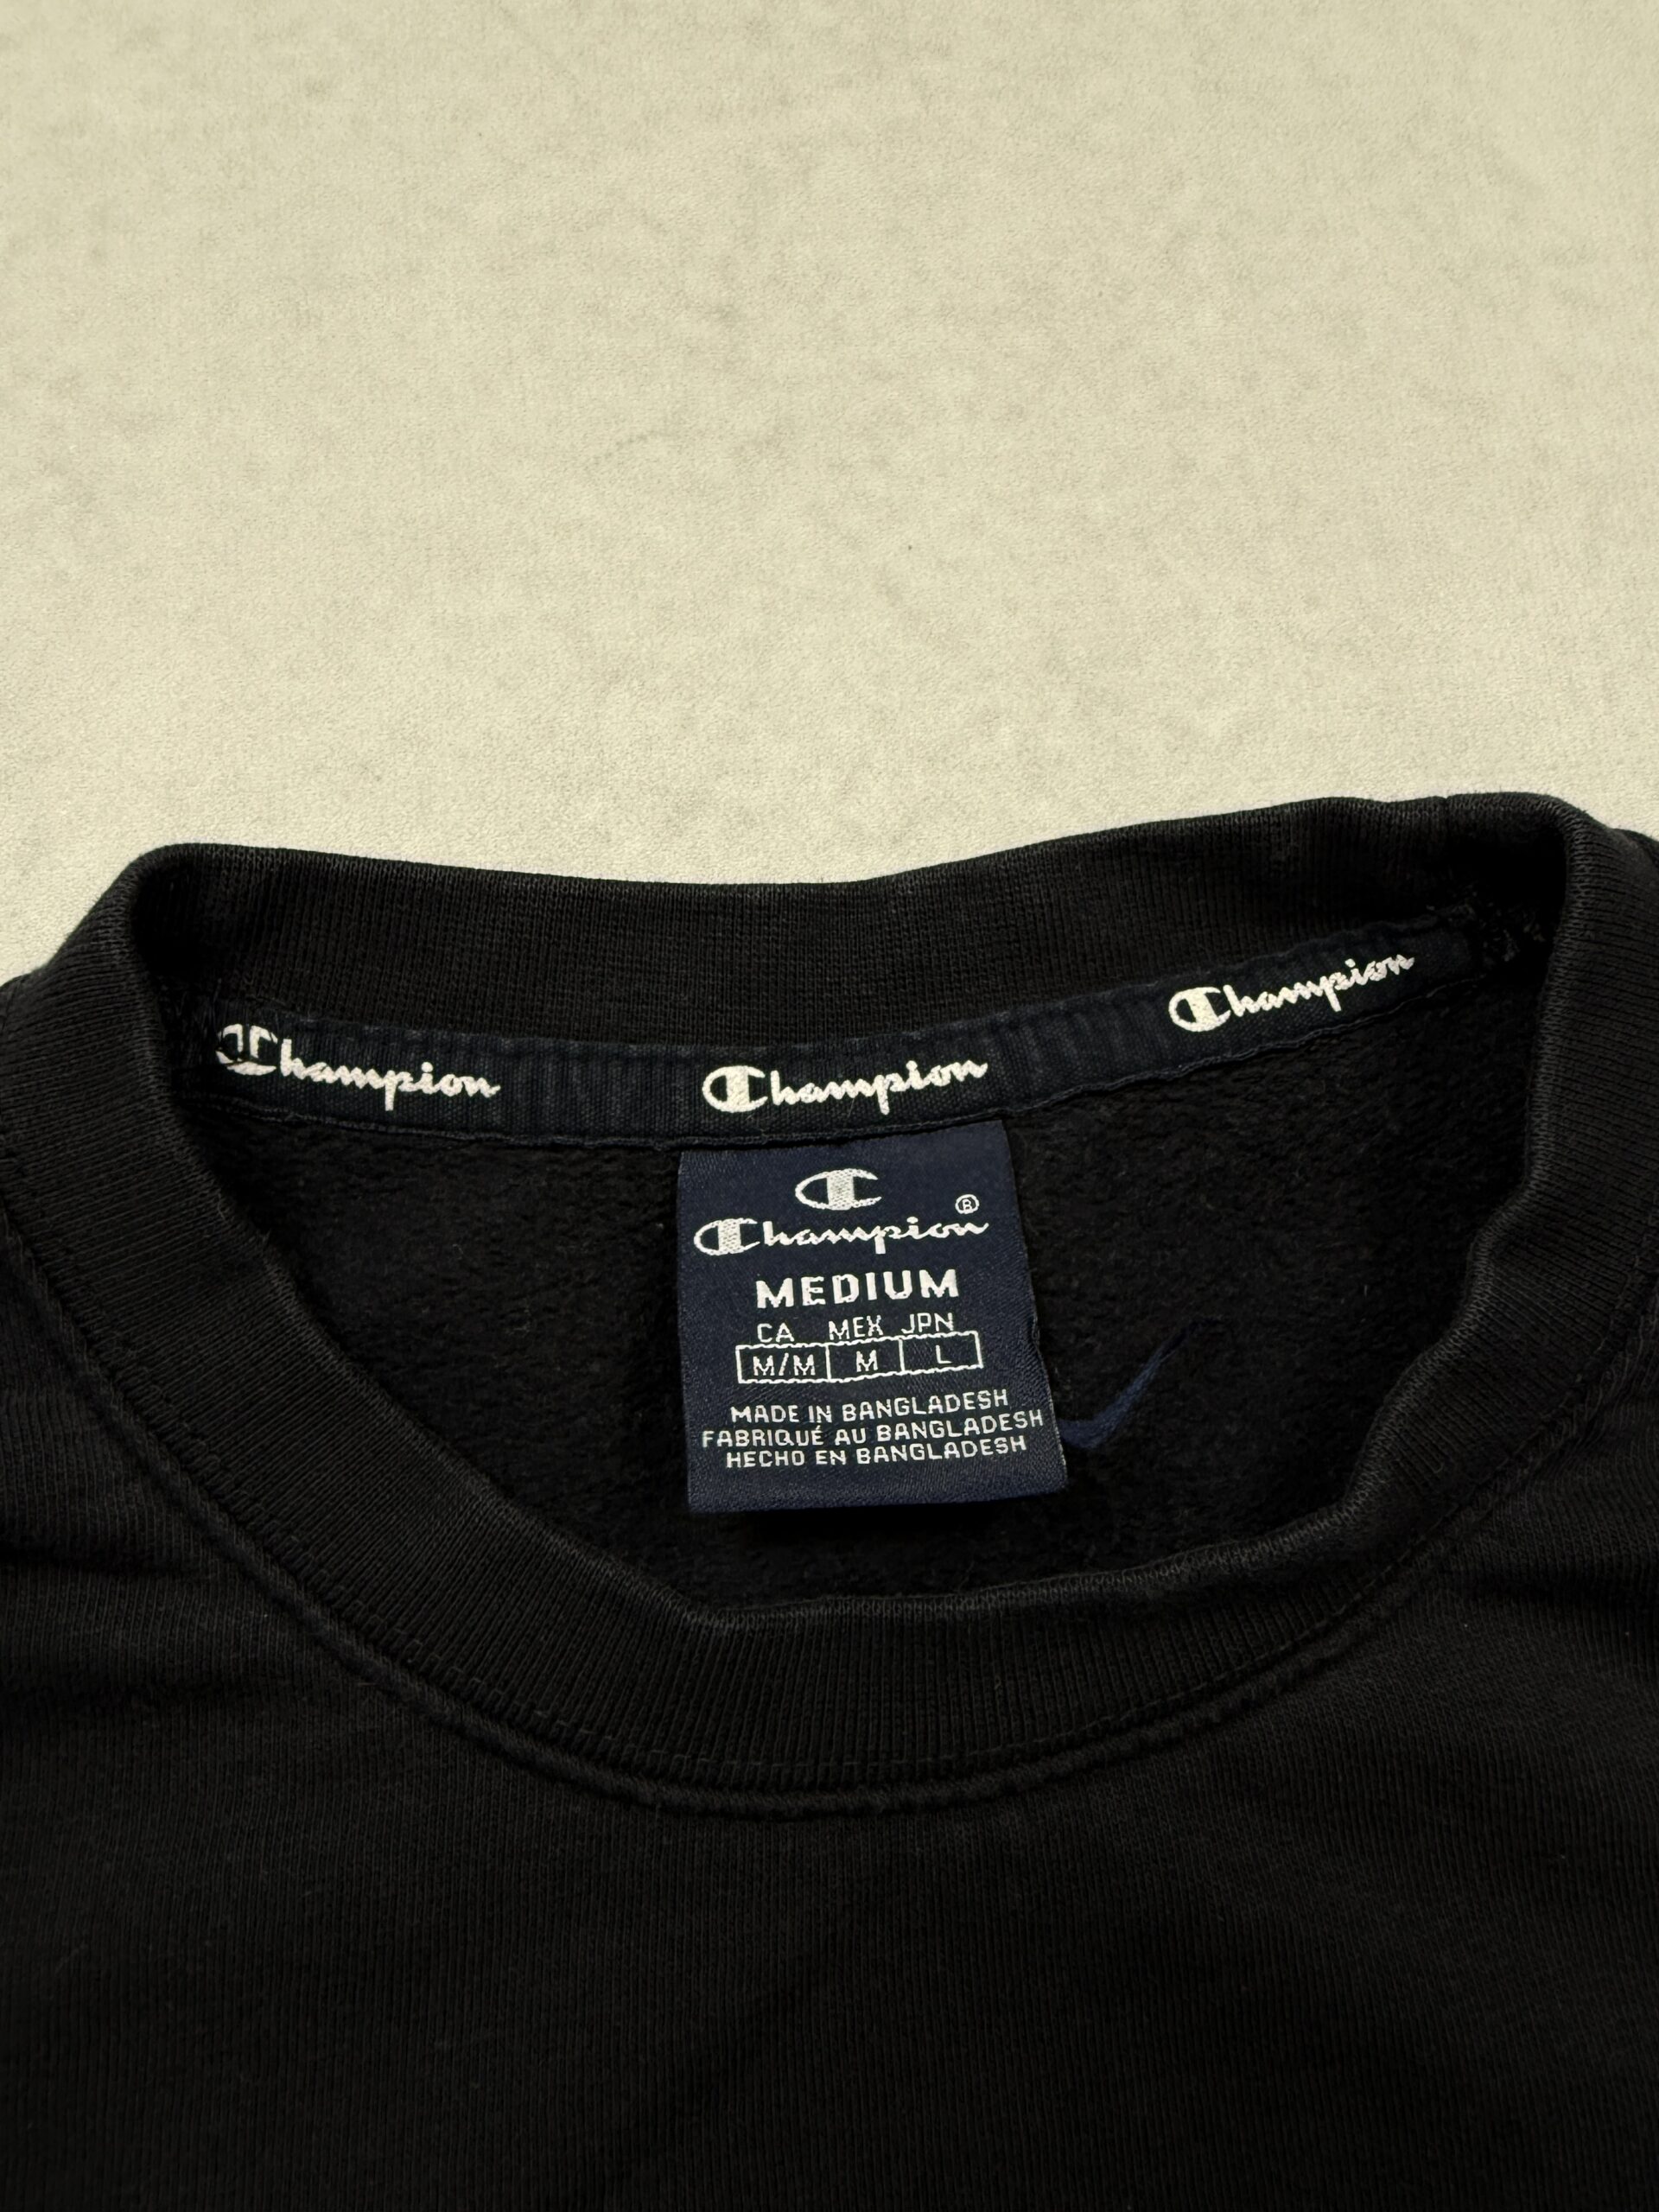 Champion Champion Champion
Champion®
MEDIUM
CA MEX JPN
M/M M L
MADE IN BANGLADESH
FABRIQUÉ AU BANGLADESH
HECHO EN BANGLADESH